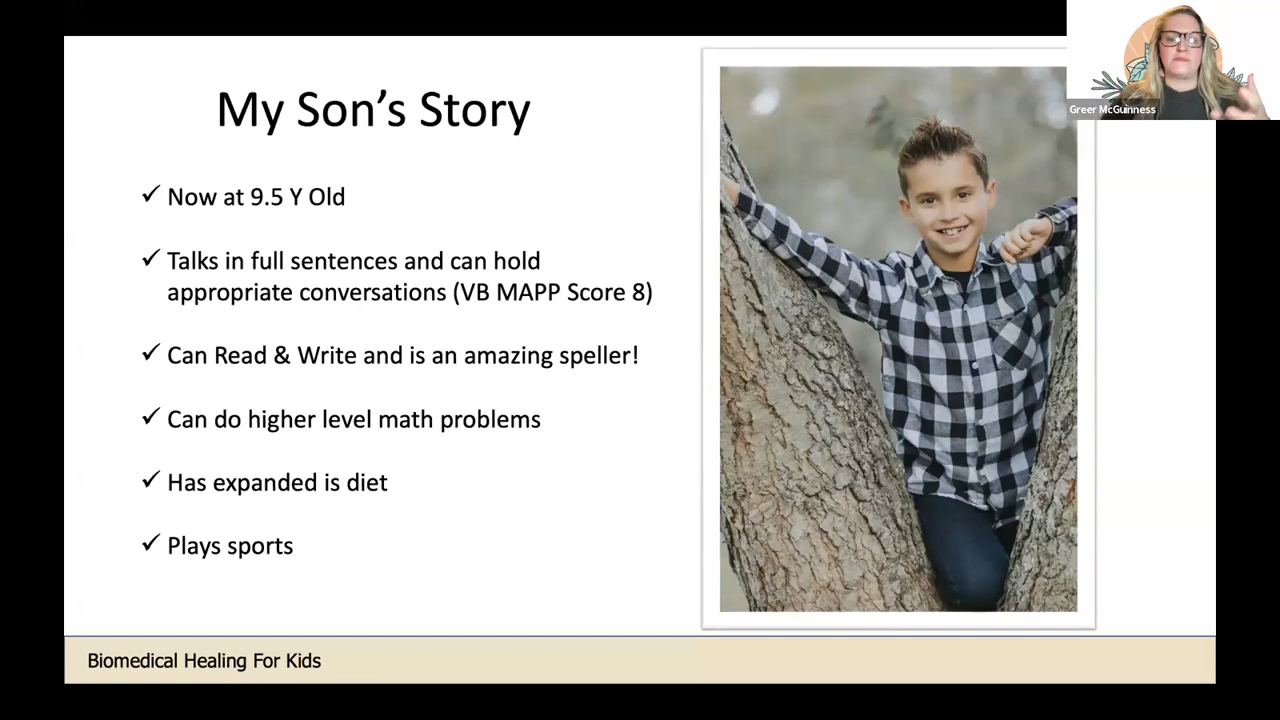 My Son's Story
✓ Now at 9.5 Y Old
✓ Talks in full sentences and can hold
appropriate conversations (VB MAPP Score 8)
✓ Can Read & Write and is an amazing speller!
✓ Can do higher level math problems
✓ Has expanded is diet
✓ Plays sports
Biomedical Healing For Kids
Greer McGuinness